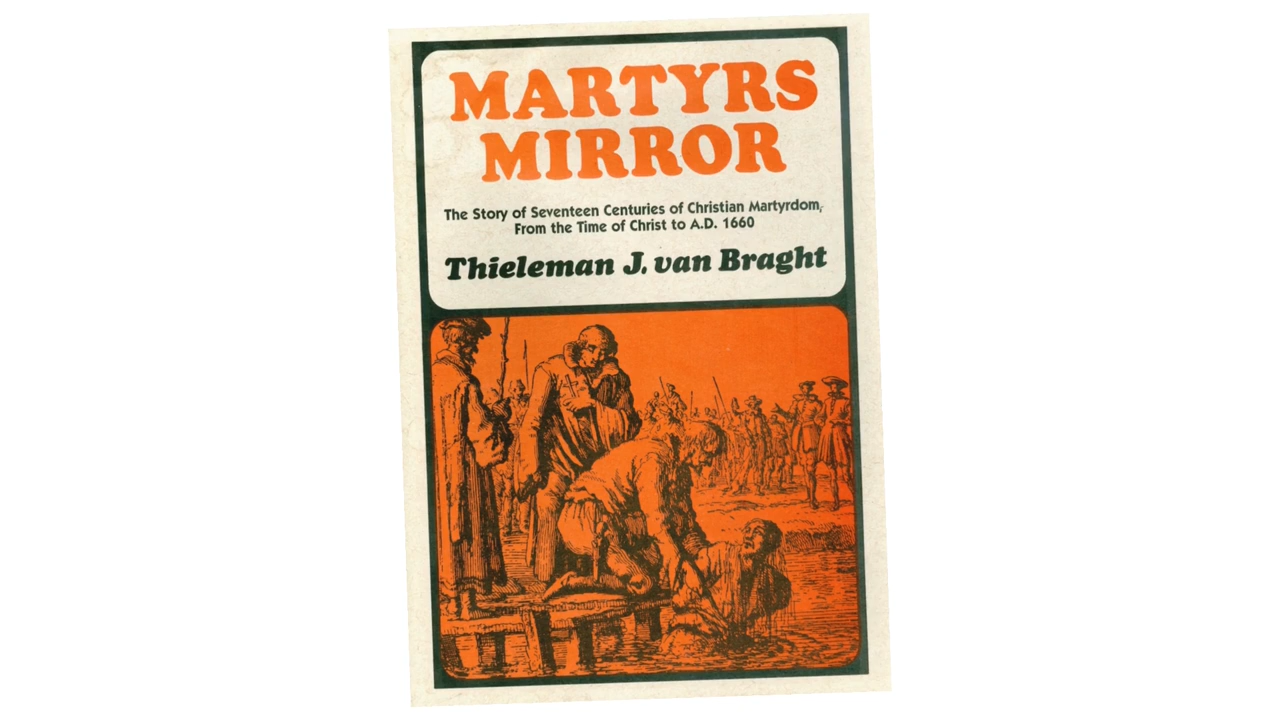 MARTYRS
MIRROR
The Story of Seventeen Centuries of Christian Martyrdom,
From the Time of Christ to A.D. 1660
Thieleman J. van Braght